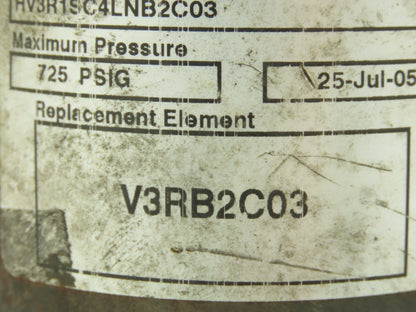 HV3R1SC4LNB2C03
Maximum Pressure
725 PSIG 25-Jul-05
Replacement Element
V3RB2C03